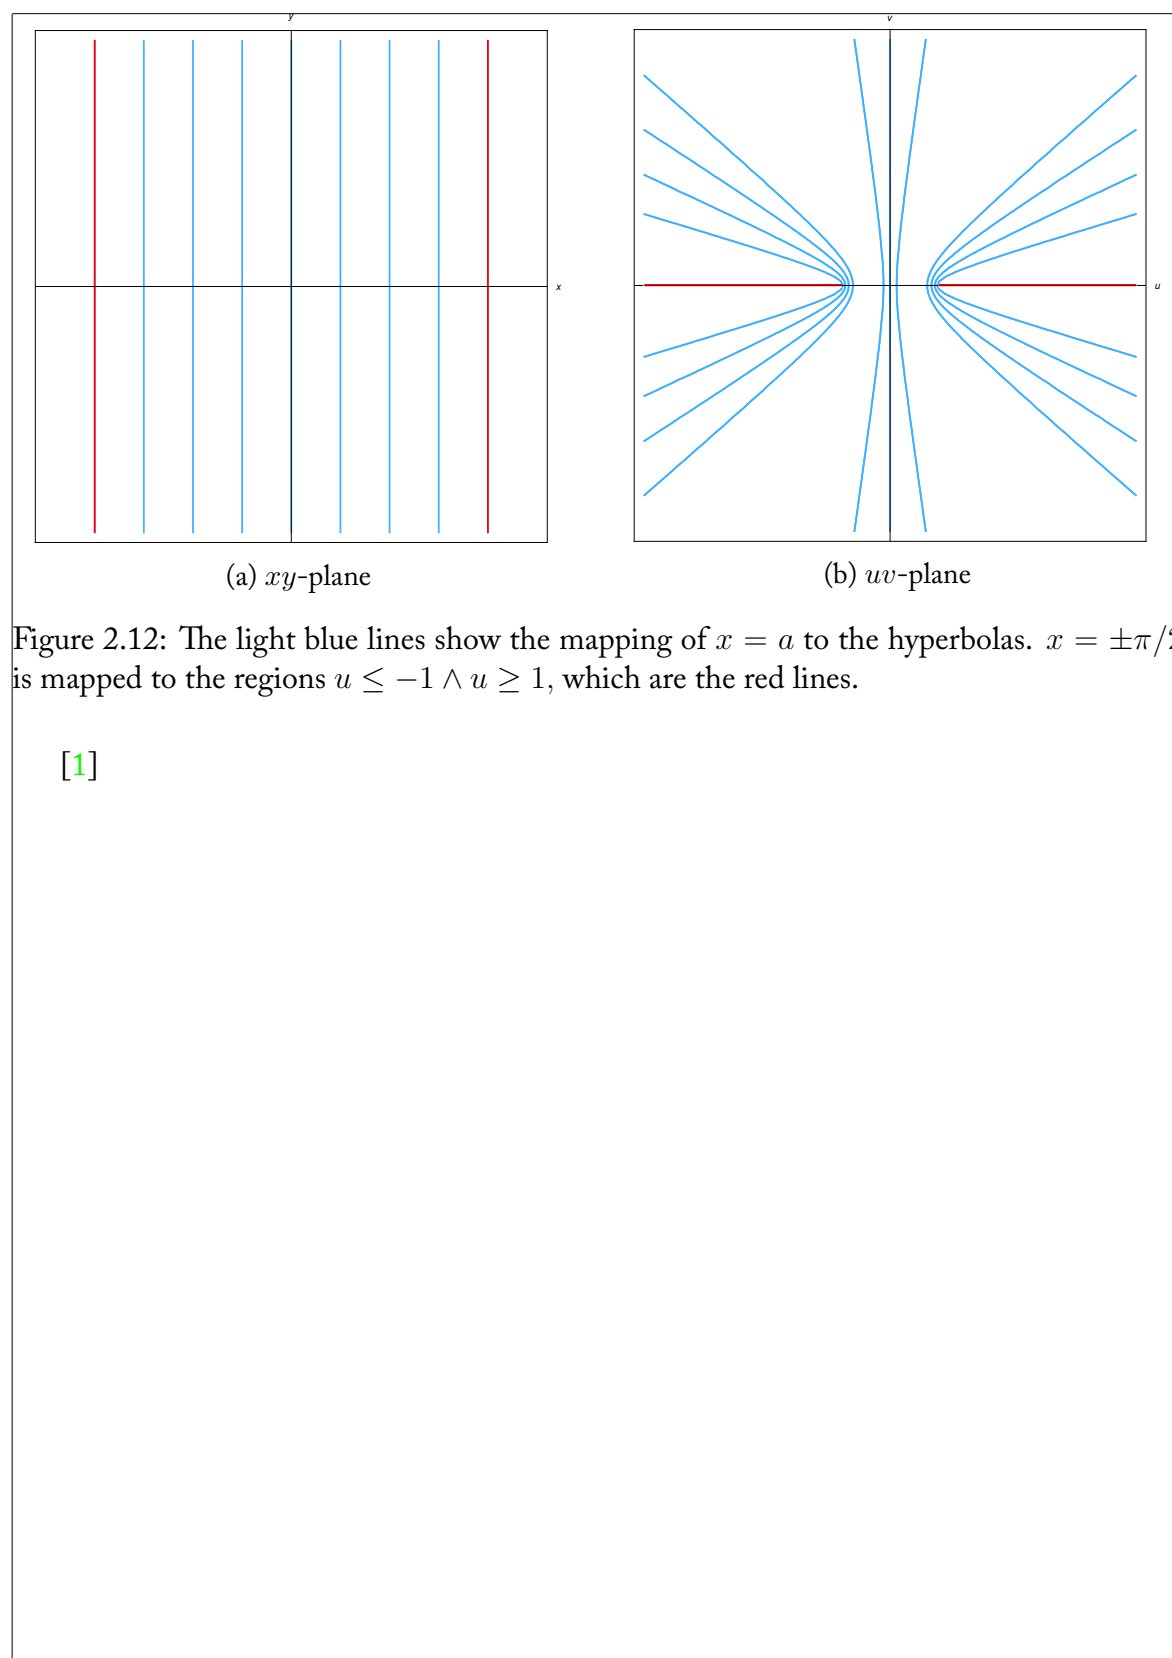 y
v
x
u
(a) xy-plane
(b) uv-plane
Figure 2.12: The light blue lines show the mapping of x = a to the hyperbolas. x = ±π/2
is mapped to the regions u ≤ −1 ∧ u ≥ 1, which are the red lines.
[1]